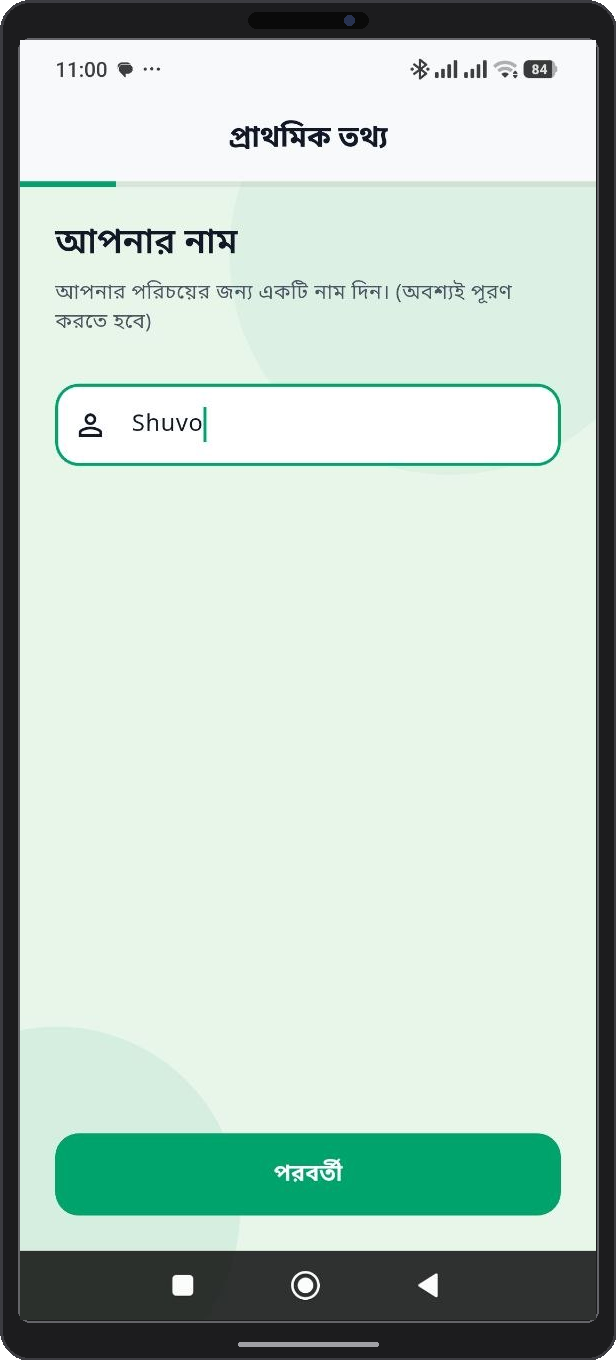 11:00 ... 84
প্রাথমিক তথ্য
আপনার নাম
আপনার পরিচয়ের জন্য একটি নাম দিন। (অবশ্যই পূরণ
করতে হবে)
Shuvo
পরবর্তী